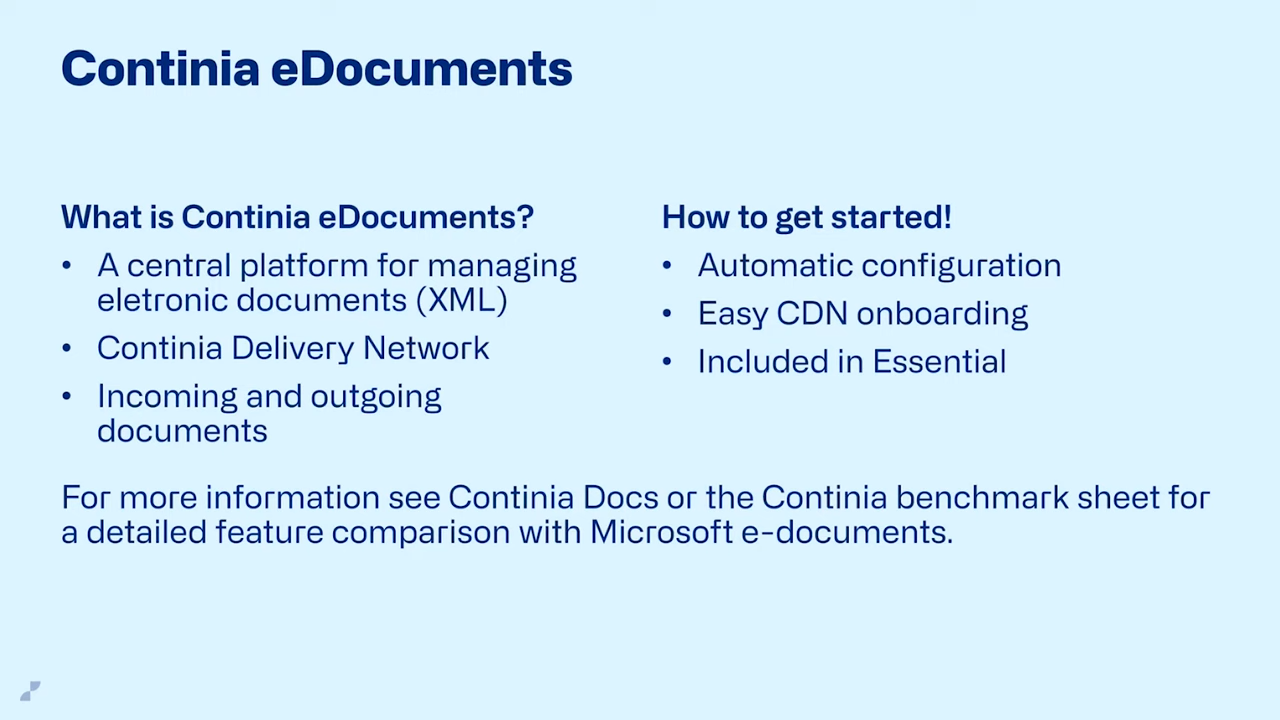 Continia eDocuments
What is Continia eDocuments?
• A central platform for managing
eletronic documents (XML)
• Continia Delivery Network
• Incoming and outgoing
documents
How to get started!
• Automatic configuration
• Easy CDN onboarding
• Included in Essential
For more information see Continia Docs or the Continia benchmark sheet for
a detailed feature comparison with Microsoft e-documents.